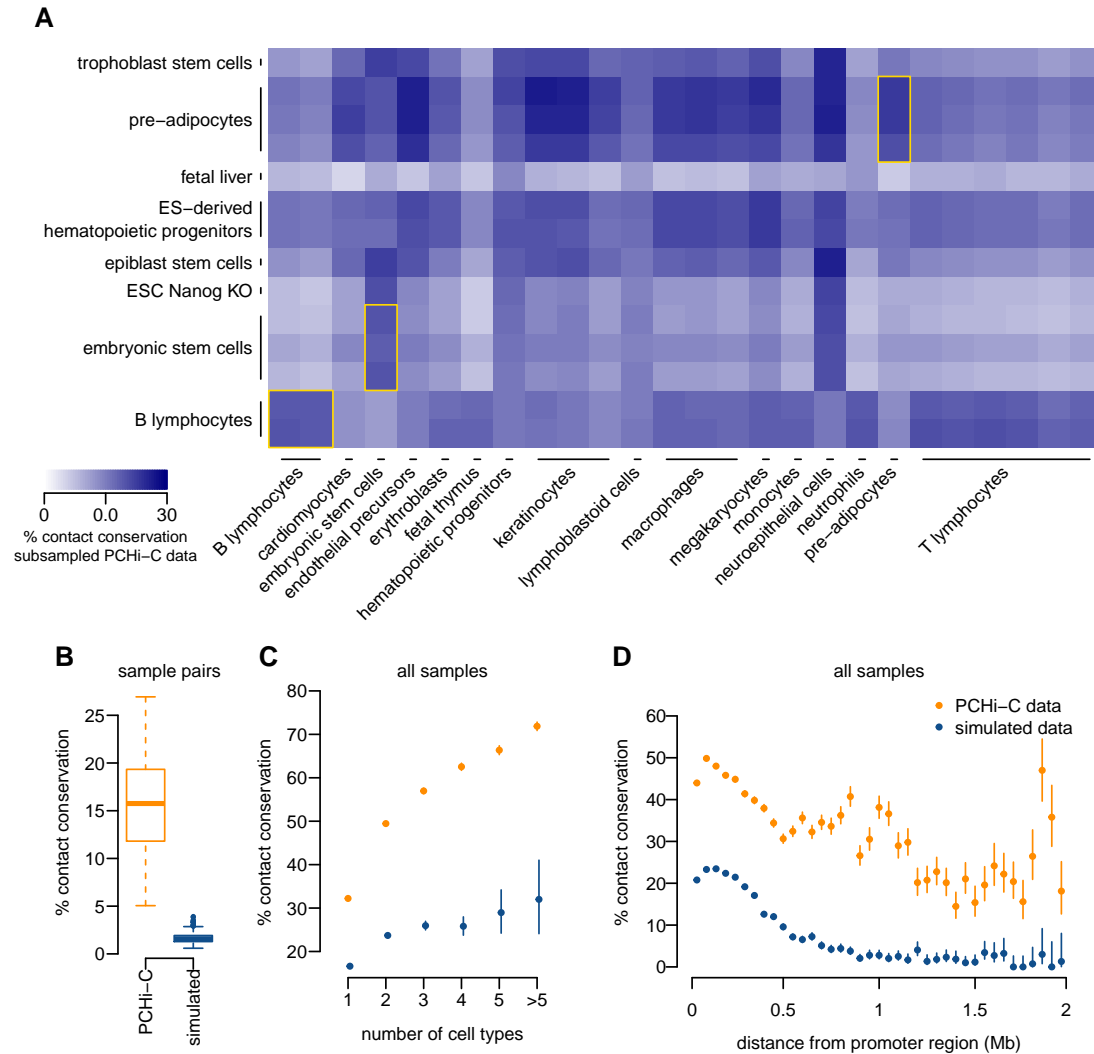 A
trophoblast stem cells
pre−adipocytes
fetal liver
ES−derived
hematopoietic progenitors
epiblast stem cells
ESC Nanog KO
embryonic stem cells
B lymphocytes
0 0.0 30
% contact conservation
subsampled PCHi−C data
B lymphocytes
cardiomyocytes
embryonic stem cells
endothelial precursors
erythroblasts
fetal thymus
hematopoietic progenitors
keratinocytes
lymphoblastoid cells
macrophages
megakaryocytes
monocytes
neuroepithelial cells
neutrophils
pre−adipocytes
T lymphocytes
B
sample pairs
% contact conservation
25
20
15
10
5
0
PCHi−C
simulated
C
all samples
% contact conservation
80
70
60
50
40
30
20
1 2 3 4 5 >5
number of cell types
D
all samples
PCHi−C data
simulated data
% contact conservation
60
50
40
30
20
10
0
0 0.5 1 1.5 2
distance from promoter region (Mb)